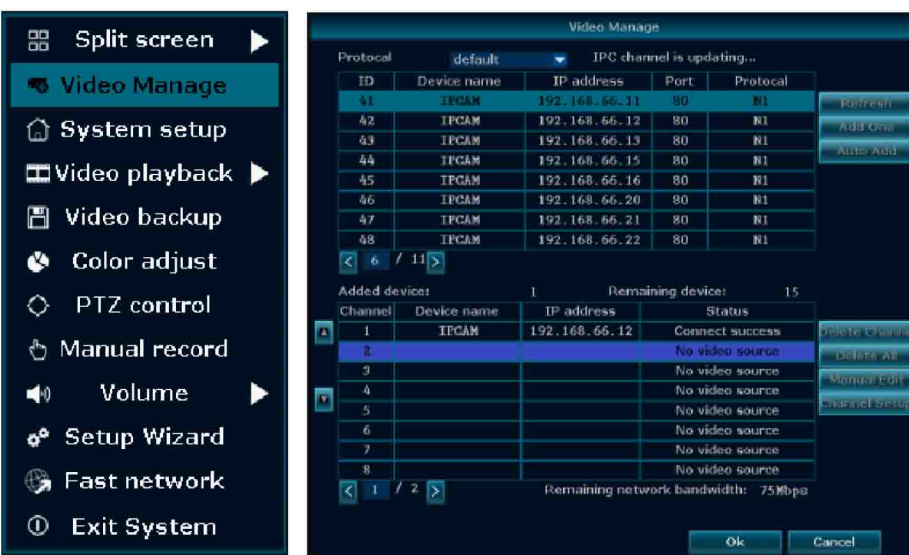 Split screen
Video Manage
System setup
Video playback
Video backup
Color adjust
PTZ control
Manual record
Volume
Setup Wizard
Fast network
Exit System
Video Manage
Protocal default IPC channel is updating...
ID Device name IP address Port Protocal
41 IPCAM 192.168.66.11 80 N1
42 IPCAM 192.168.66.12 80 N1
43 IPCAM 192.168.66.13 80 N1
44 IPCAM 192.168.66.15 80 N1
45 IPCAM 192.168.66.16 80 N1
46 IPCAM 192.168.66.20 80 N1
47 IPCAM 192.168.66.21 80 N1
48 IPCAM 192.168.66.22 80 N1
Refresh
Add One
Auto Add
< 6 / 11 >
Added device: 1 Remaining device: 15
Channel Device name IP address Status
1 IPCAM 192.168.66.12 Connect success
2 No video source
3 No video source
4 No video source
5 No video source
6 No video source
7 No video source
8 No video source
Delete Channe
Delete All
Manual Edit
Channel Setup
< 1 / 2 > Remaining network bandwidth: 75Mbps
Ok Cancel